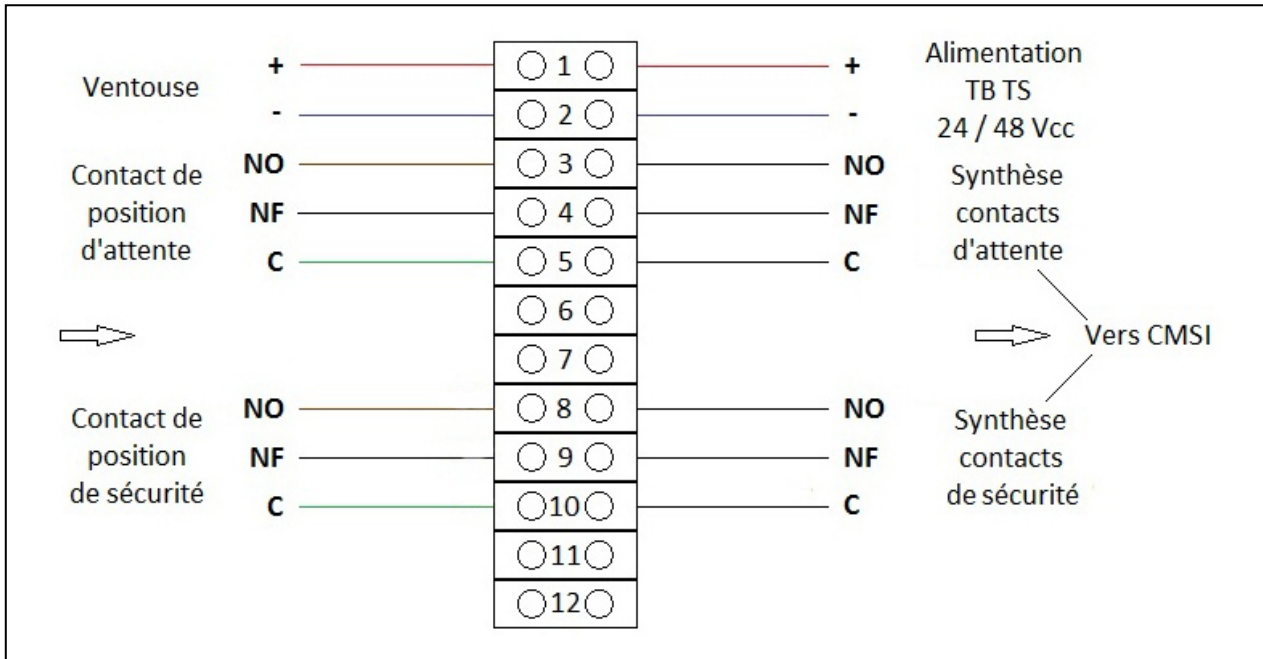 Ventouse
+
-
Contact de
position
d'attente
NO
NF
C
Contact de
position
de sécurité
NO
NF
C
1
2
3
4
5
6
7
8
9
10
11
12
+
-
Alimentation
TB TS
24 / 48 Vcc
NO
NF
C
Synthèse
contacts
d'attente
Vers CMSI
NO
NF
C
Synthèse
contacts
de sécurité